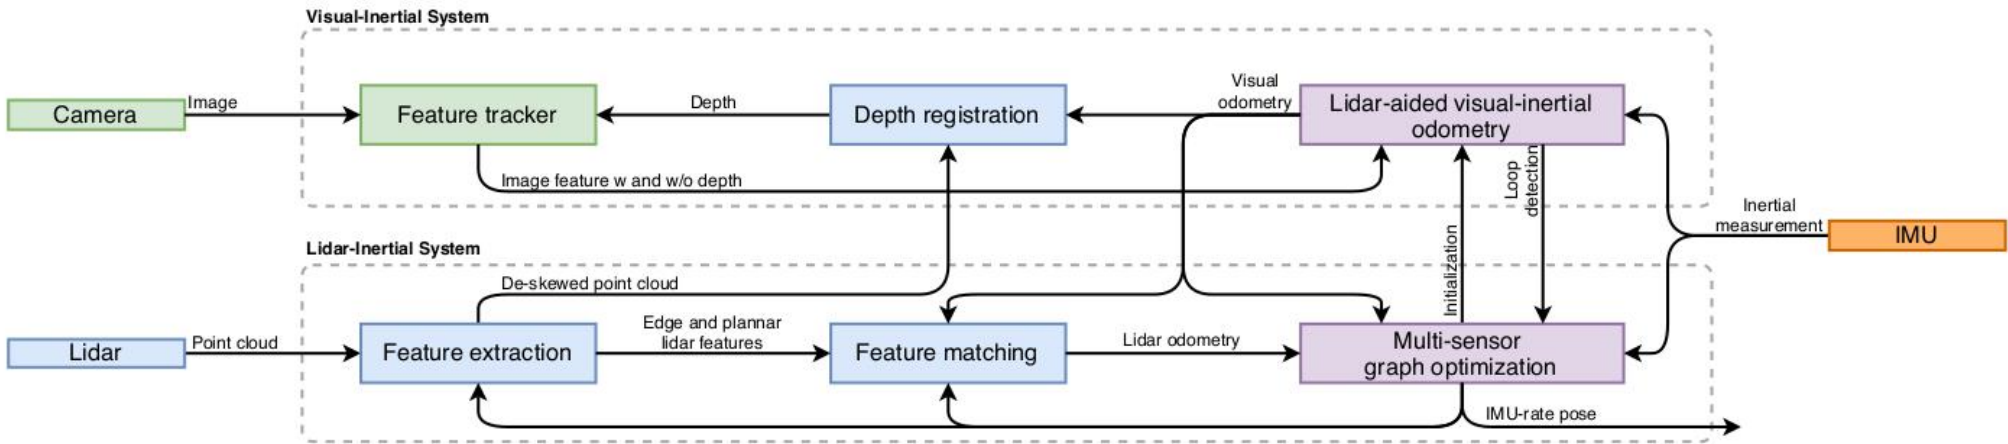 Visual-Inertial System
Camera
Image
Feature tracker
Depth
Depth registration
Visual
odometry
Lidar-aided visual-inertial
odometry
Image feature w and w/o depth
Loop
detection
Initialization
Inertial
measurement
IMU
Lidar-Inertial System
De-skewed point cloud
Lidar
Point cloud
Feature extraction
Edge and plannar
lidar features
Feature matching
Lidar odometry
Multi-sensor
graph optimization
IMU-rate pose